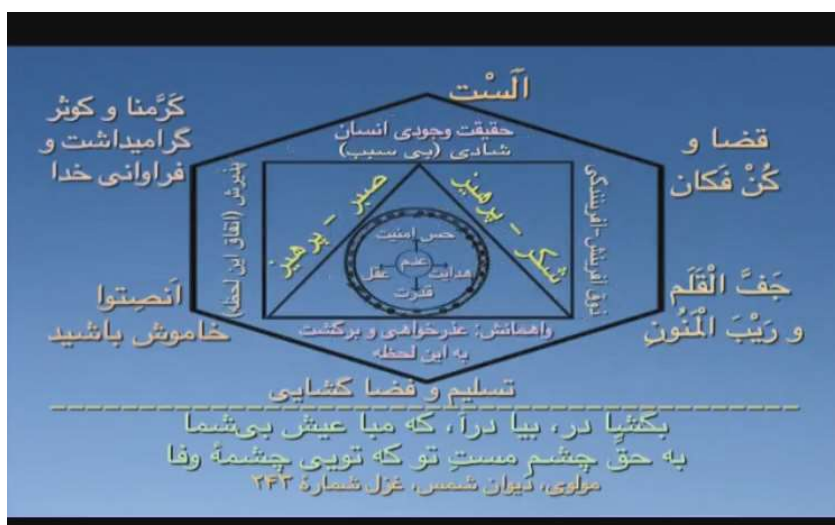 اَلَسْت
کَرَّمنا و کوثر
گرامیداشت و
فراوانی خدا
قضا و
کُنْ فَکان
حقیقت وجودی انسان
شادی (بی سبب)
پذیرش (اتفاق این لحظه)
صبر - پرهیز
شکر - پرهیز
ذوق آفرینش-آفرینندگی
حس امنیت
عقل
عدم
هدایت
قدرت
اَنصِتوا
خاموش باشید
جَفَّ الْقَلَم
و رَیْبَ الْمَنُونِ
واهمانش: عذرخواهی و برگشت
به این لحظه
تسلیم و فضا گشایی
بگشا در، بیا درآ، که مبا عیش بی‌شما
به حقِّ چشمِ مستِ تو که تویی چشمهٔ وفا
مولوی، دیوان شمس، غزل شمارهٔ ۲۴۳